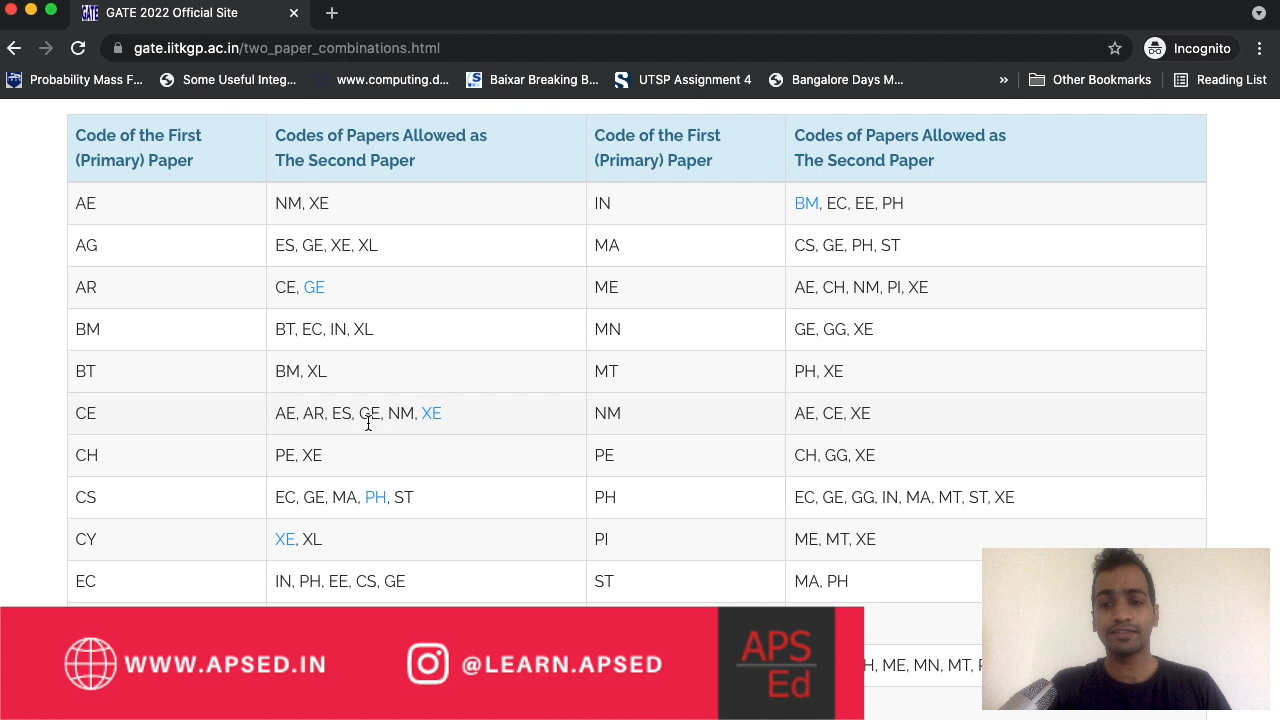 GATE 2022 Official Site
gate.iitkgp.ac.in/two_paper_combinations.html
Incognito
Probability Mass F...
Some Useful Integ...
www.computing.d...
Baixar Breaking B...
UTSP Assignment 4
Bangalore Days M...
»
Other Bookmarks
Reading List
Code of the First (Primary) Paper
Codes of Papers Allowed as The Second Paper
Code of the First (Primary) Paper
Codes of Papers Allowed as The Second Paper
AE NM, XE IN BM, EC, EE, PH
AG ES, GE, XE, XL MA CS, GE, PH, ST
AR CE, GE ME AE, CH, NM, PI, XE
BM BT, EC, IN, XL MN GE, GG, XE
BT BM, XL MT PH, XE
CE AE, AR, ES, GE, NM, XE NM AE, CE, XE
CH PE, XE PE CH, GG, XE
CS EC, GE, MA, PH, ST PH EC, GE, GG, IN, MA, MT, ST, XE
CY XE, XL PI ME, MT, XE
EC IN, PH, EE, CS, GE ST MA, PH
H, ME, MN, MT,
WWW.APSED.IN
@LEARN.APSED
APS
Ed